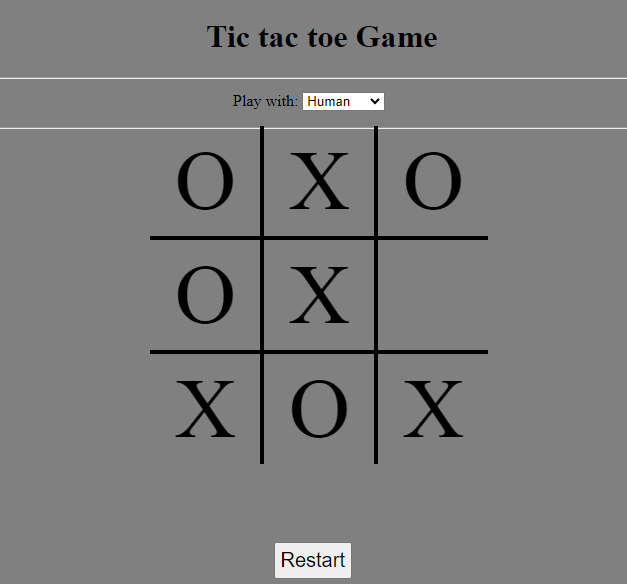 Tic tac toe Game
Play with: Human
O X O
O X
X O X
Restart